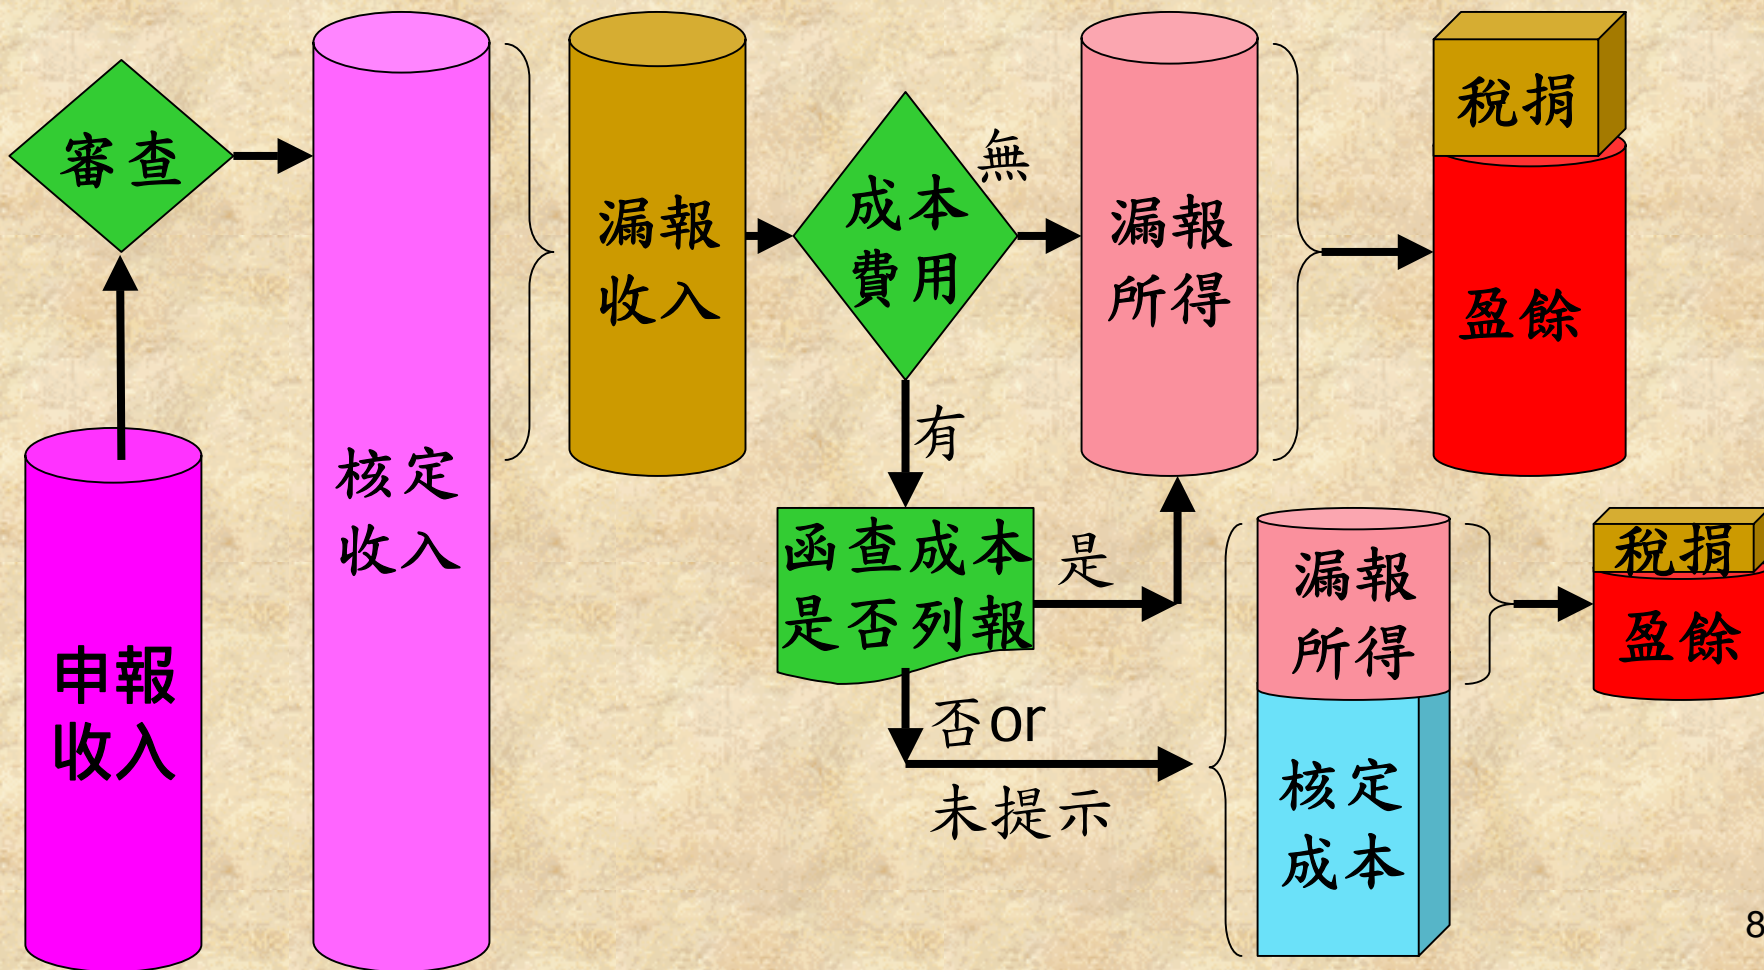 審查
申報
收入
核定
收入
漏報
收入
成本
費用
無
有
漏報
所得
稅捐
盈餘
函查成本
是否列報
是
否or
未提示
漏報
所得
核定
成本
稅捐
盈餘
8